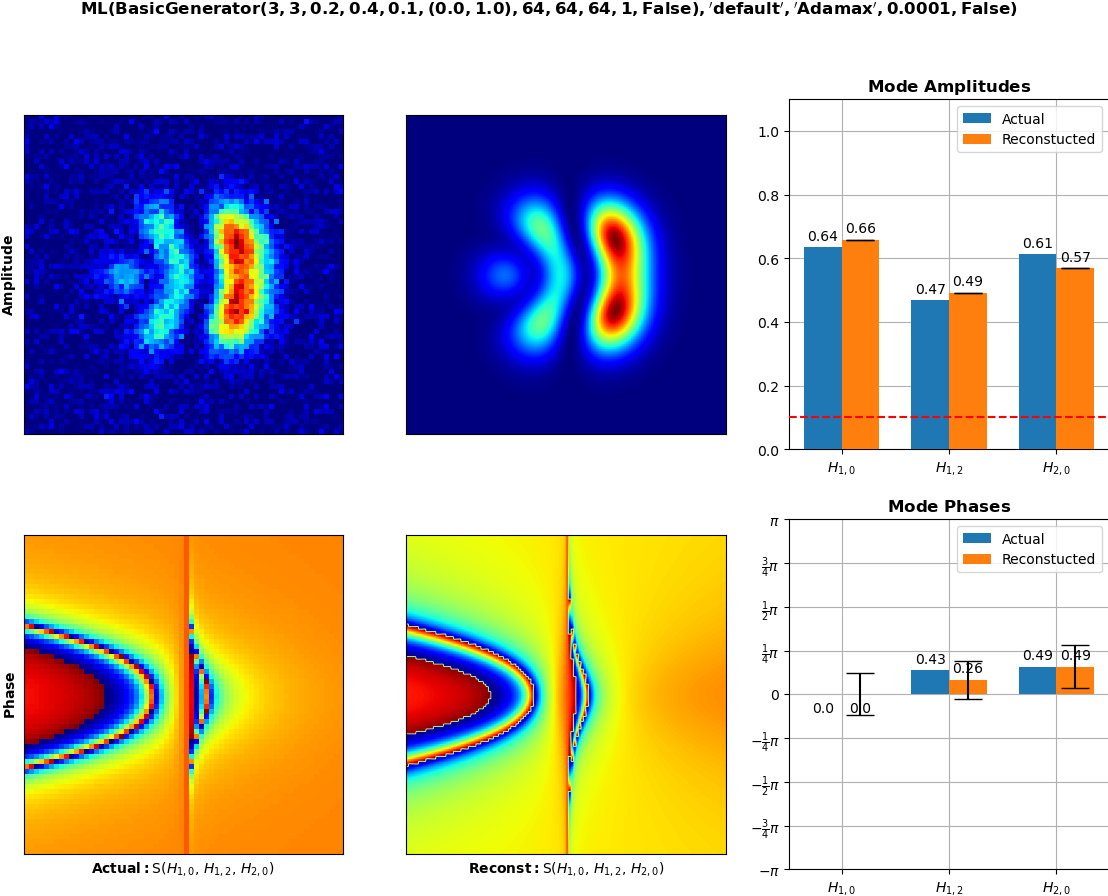 ML(BasicGenerator(3, 3, 0.2, 0.4, 0.1, (0.0, 1.0), 64, 64, 64, 1, False), ′default′, ′Adamax′, 0.0001, False)
Amplitude
Mode Amplitudes
Actual
Reconstucted
1.0
0.8
0.6
0.4
0.2
0.0
0.64
0.66
0.47
0.49
0.61
0.57
H1,0
H1,2
H2,0
Phase
Actual: S(H1,0, H1,2, H2,0)
Reconst: S(H1,0, H1,2, H2,0)
Mode Phases
Actual
Reconstucted
π
3/4π
1/2π
1/4π
0
−1/4π
−1/2π
−3/4π
−π
0.0
0.0
0.43
0.26
0.49
0.49
H1,0
H1,2
H2,0